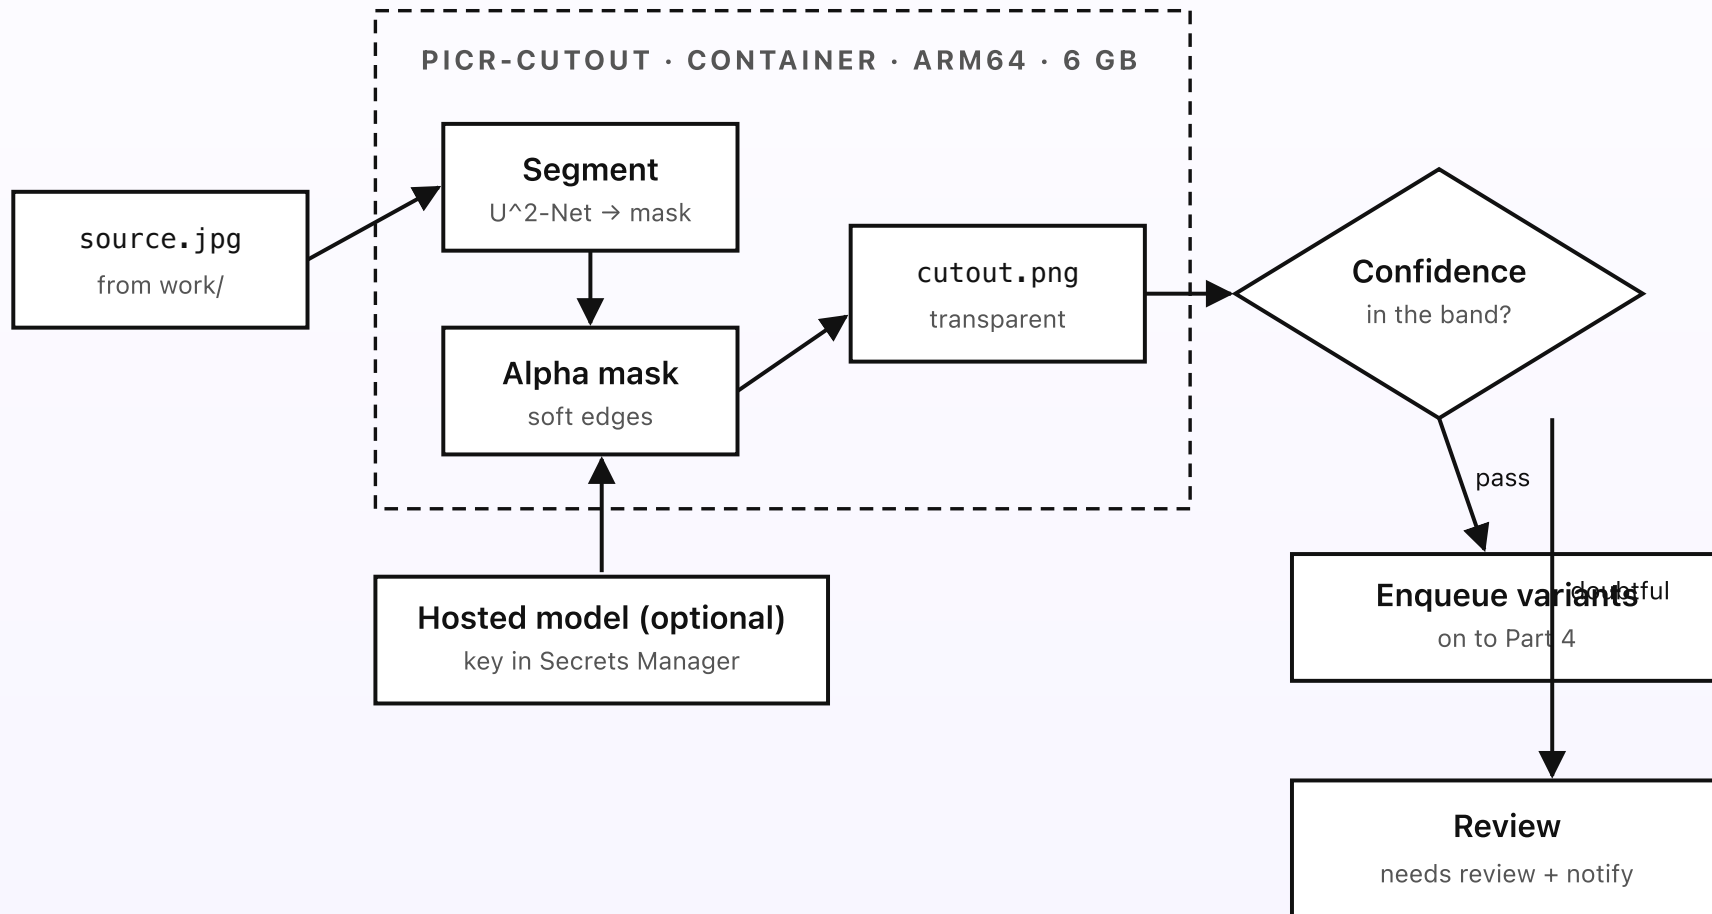 PICR-CUTOUT · CONTAINER · ARM64 · 6 GB
source.jpg
from work/
Segment
U^2-Net → mask
Alpha mask
soft edges
cutout.png
transparent
Confidence
in the band?
pass
Hosted model (optional)
key in Secrets Manager
doubtful
Enqueue variants
on to Part 4
Review
needs review + notify